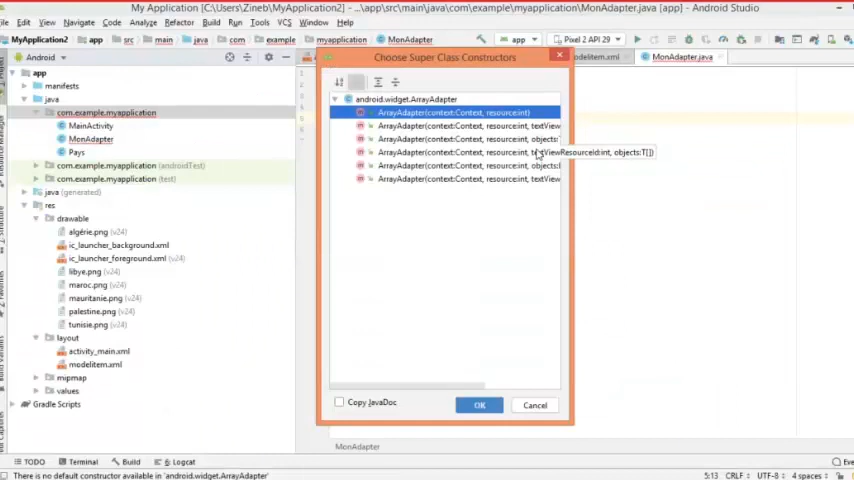 My Application [C:\Users\Zineb\MyApplication2] - ...\app\src\main\java\com\example\myapplication\MonAdapter.java [app] - Android Studio
File Edit View Navigate Code Analyze Refactor Build Run Tools VCS Window Help
MyApplication2 app src main java com example myapplication MonAdapter app Pixel 2 API 29
Android
modelitem.xml MonAdapter.java
app
manifests
java
com.example.myapplication
MainActivity
MonAdapter
Pays
com.example.myapplication (androidTest)
com.example.myapplication (test)
java (generated)
res
drawable
algérie.png (v24)
ic_launcher_background.xml
ic_launcher_foreground.xml (v24)
libye.png (v24)
maroc.png (v24)
mauritanie.png (v24)
palestine.png (v24)
tunisie.png (v24)
layout
activity_main.xml
modelitem.xml
mipmap
values
Gradle Scripts
Choose Super Class Constructors
android.widget.ArrayAdapter
ArrayAdapter(context:Context, resource:int)
ArrayAdapter(context:Context, resource:int, textView
ArrayAdapter(context:Context, resource:int, objects:T
ArrayAdapter(context:Context, resource:int, textViewResourceId:int, objects:T[])
ArrayAdapter(context:Context, resource:int, objects:
ArrayAdapter(context:Context, resource:int, textView
Copy JavaDoc
OK Cancel
MonAdapter
TODO Terminal Build 6: Logcat Eve
There is no default constructor available in 'android.widget.ArrayAdapter' 5:13 CRLF UTF-8 4 spaces